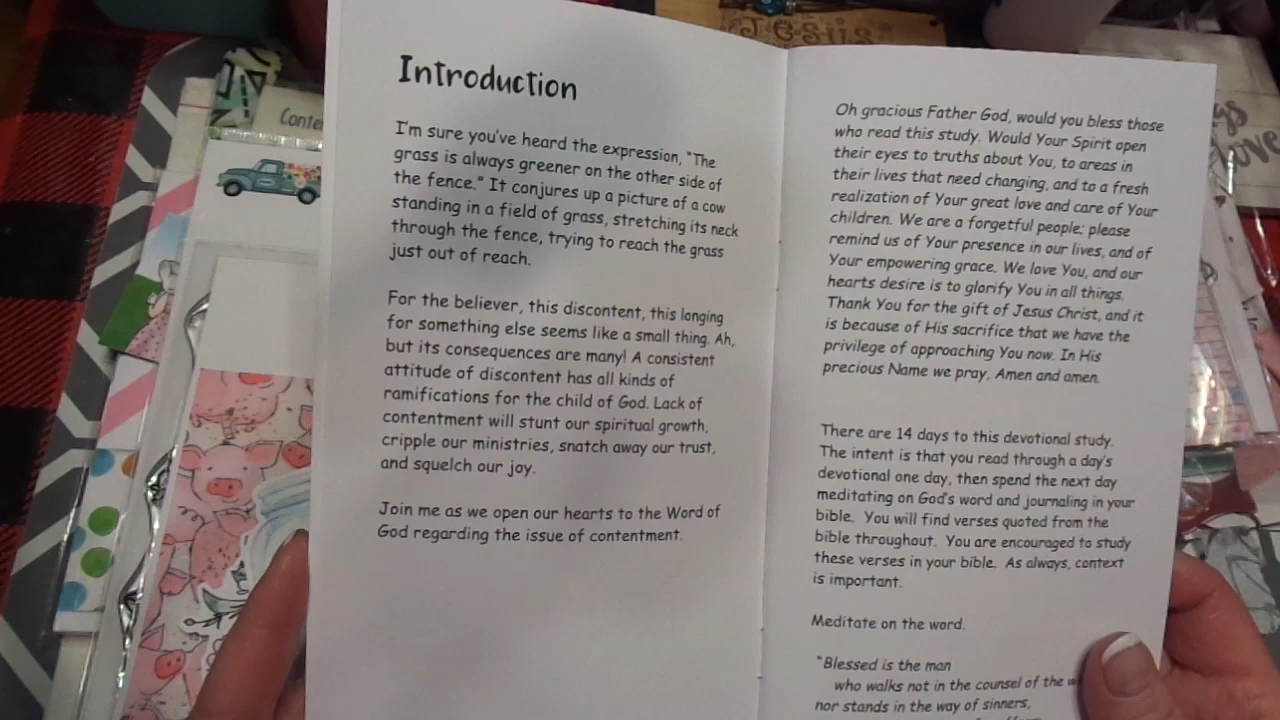 JESUS
Introduction
I'm sure you've heard the expression, "The
grass is always greener on the other side of
the fence." It conjures up a picture of a cow
standing in a field of grass, stretching its neck
through the fence, trying to reach the grass
just out of reach.
For the believer, this discontent, this longing
for something else seems like a small thing. Ah,
but its consequences are many! A consistent
attitude of discontent has all kinds of
ramifications for the child of God. Lack of
contentment will stunt our spiritual growth,
cripple our ministries, snatch away our trust,
and squelch our joy.
Join me as we open our hearts to the Word of
God regarding the issue of contentment.
Oh gracious Father God, would you bless those
who read this study. Would Your Spirit open
their eyes to truths about You, to areas in
their lives that need changing, and to a fresh
realization of Your great love and care of Your
children. We are a forgetful people; please
remind us of Your presence in our lives, and of
Your empowering grace. We love You, and our
hearts desire is to glorify You in all things.
Thank You for the gift of Jesus Christ, and it
is because of His sacrifice that we have the
privilege of approaching You now. In His
precious Name we pray, Amen and amen.
There are 14 days to this devotional study.
The intent is that you read through a day's
devotional one day, then spend the next day
meditating on God's word and journaling in your
bible. You will find verses quoted from the
bible throughout. You are encouraged to study
these verses in your bible. As always, context
is important.
Meditate on the word.
"Blessed is the man
who walks not in the counsel of the
nor stands in the way of sinners,